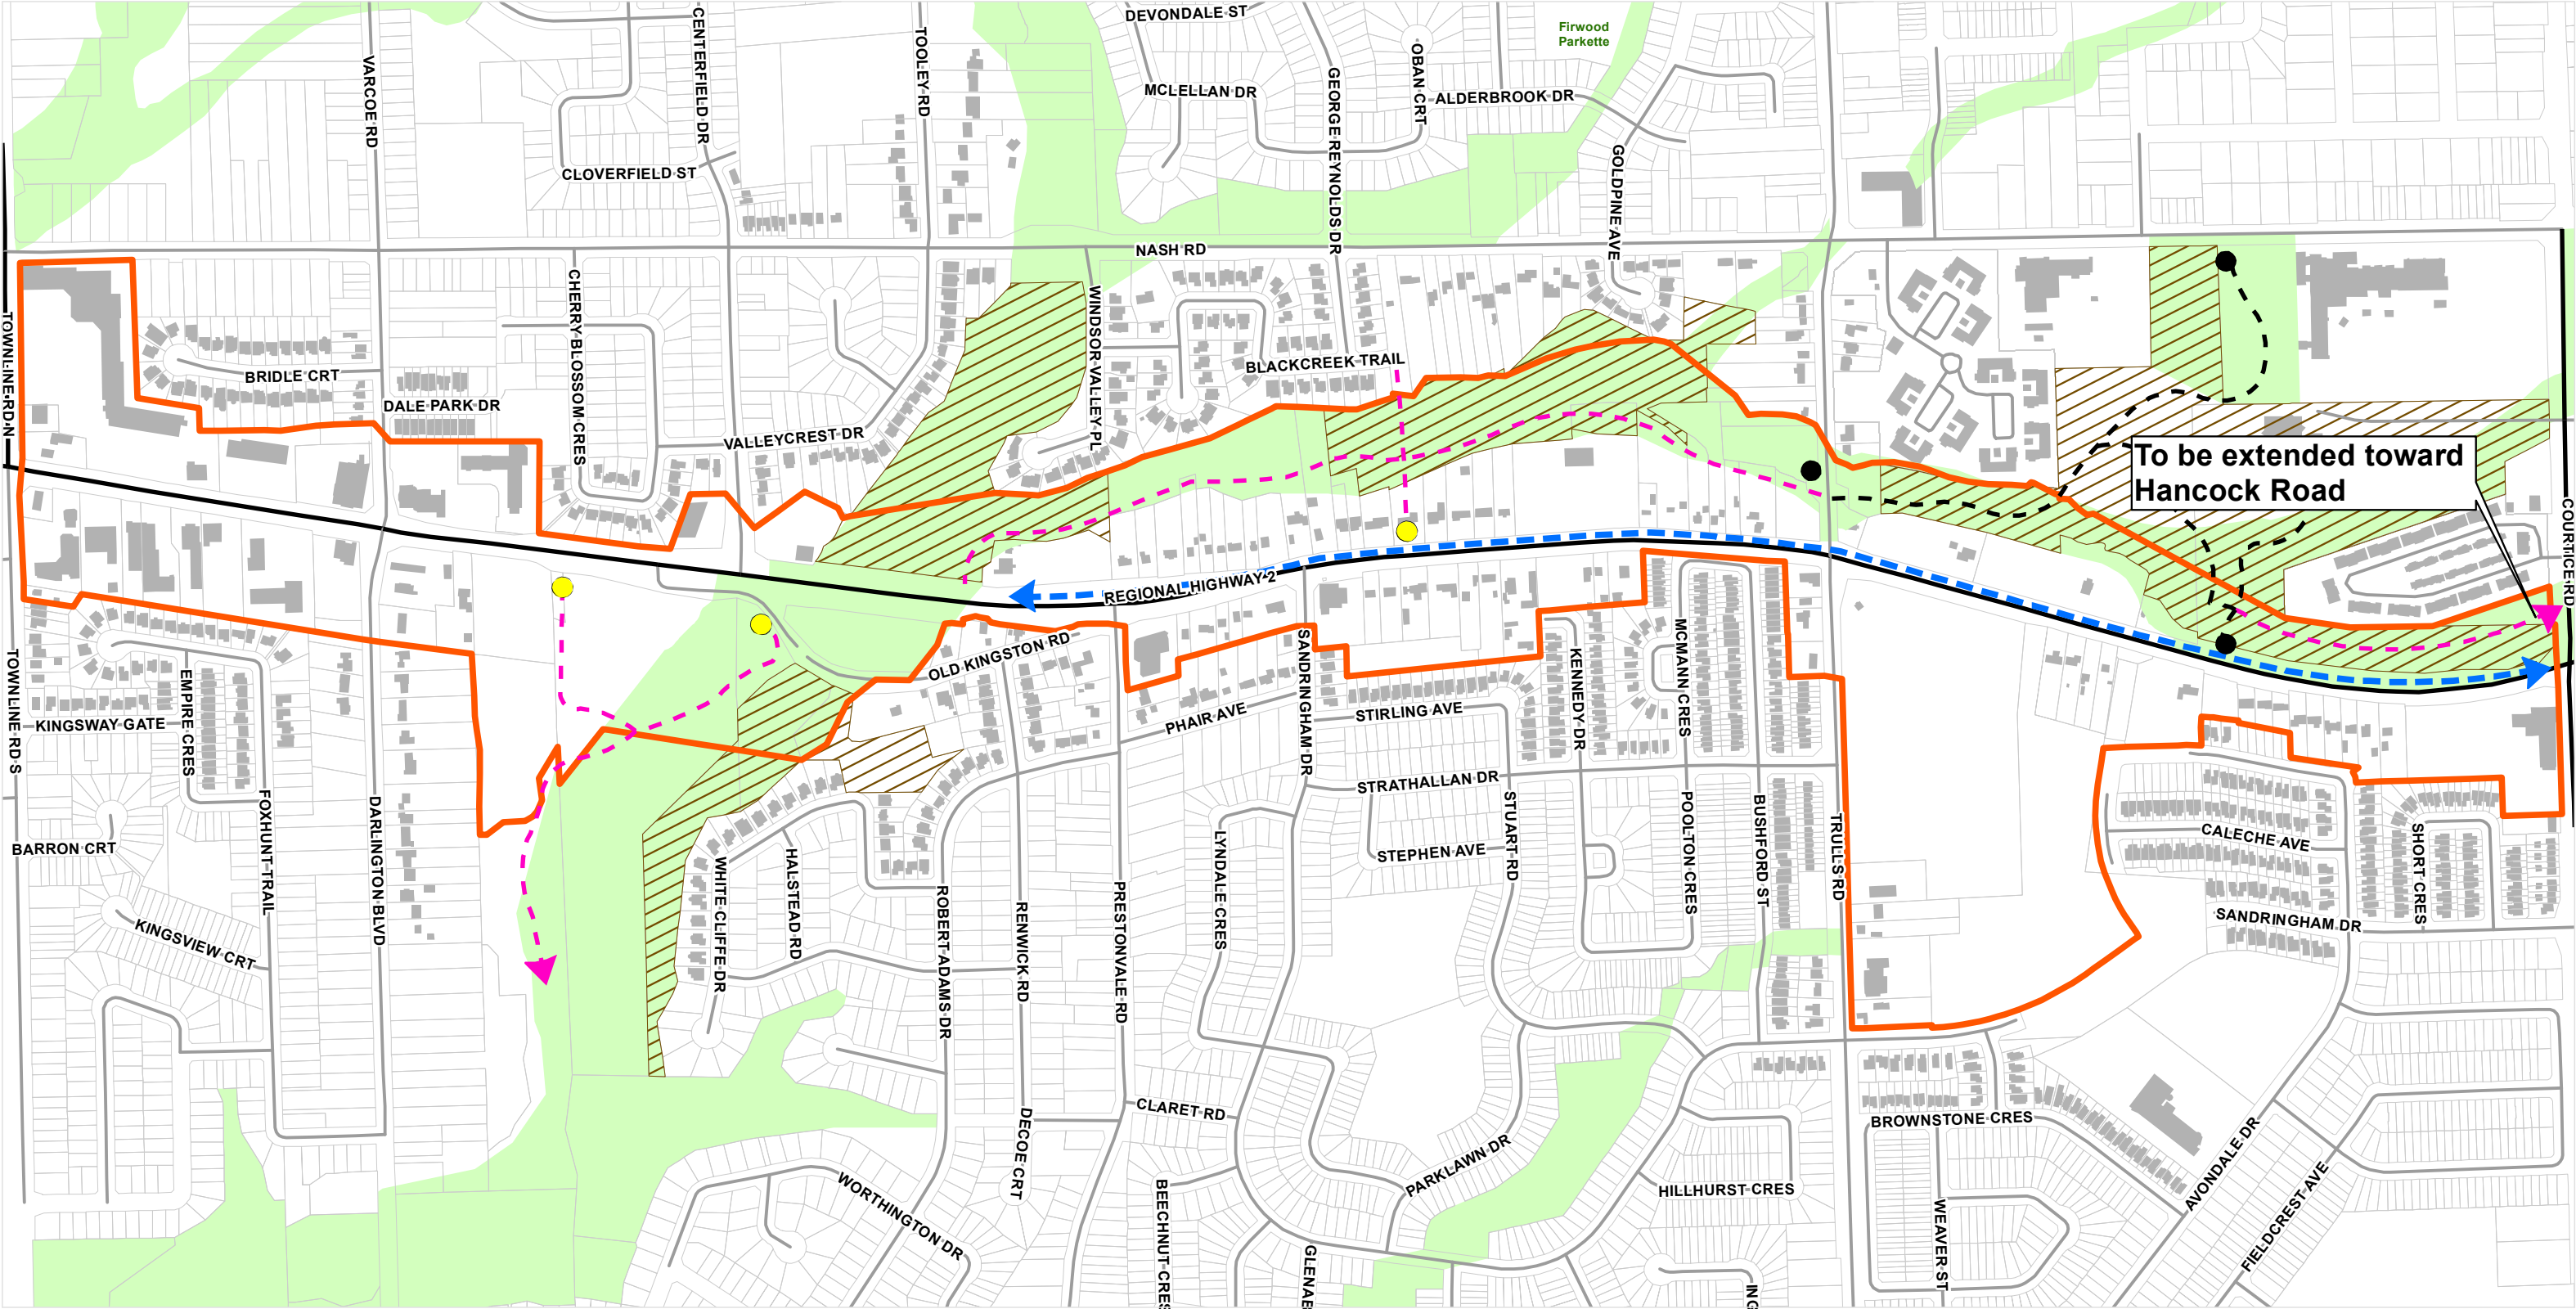 DEVONDALE ST
Firwood
Parkette
CENTERFIELD DR
TOOLEY RD
VARCOE RD
OBAN CRT
GEORGE REYNOLDS DR
MCLELLAN DR
ALDERBROOK DR
CLOVERFIELD ST
GOLDPINE AVE
NASH RD
CHERRY BLOSSOM CRES
WINDSOR VALLEY PL
TOWNLINE RD N
BLACKCREEK TRAIL
BRIDLE CRT
DALE PARK DR
VALLEYCREST DR
To be extended toward
Hancock Road
COURTICE RD
REGIONAL HIGHWAY 2
OLD KINGSTON RD
SANDRINGHAM DR
KENNEDY DR
MCMANN CRES
TOWNLINE RD S
EMPIRE CRES
KINGSWAY GATE
PHAIR AVE
STIRLING AVE
STRATHALLAN DR
FOXHUNT TRAIL
DARLINGTON BLVD
STUART RD
POOLTON CRES
BUSHFORD ST
TRULLS RD
BARRON CRT
WHITE CLIFFE DR
HALSTEAD RD
LYNDALE CRES
STEPHEN AVE
CALECHE AVE
SHORT CRES
ROBERT ADAMS DR
RENWICK RD
PRESTONVALE RD
SANDRINGHAM DR
KINGSVIEW CRT
DECOE CRT
CLARET RD
BROWNSTONE CRES
PARKLAWN DR
AVONDALE DR
WORTHINGTON DR
BEECHNUT CRES
HILLHURST CRES
WEAVER ST
FIELDCREST AVE
GLENAB
ING